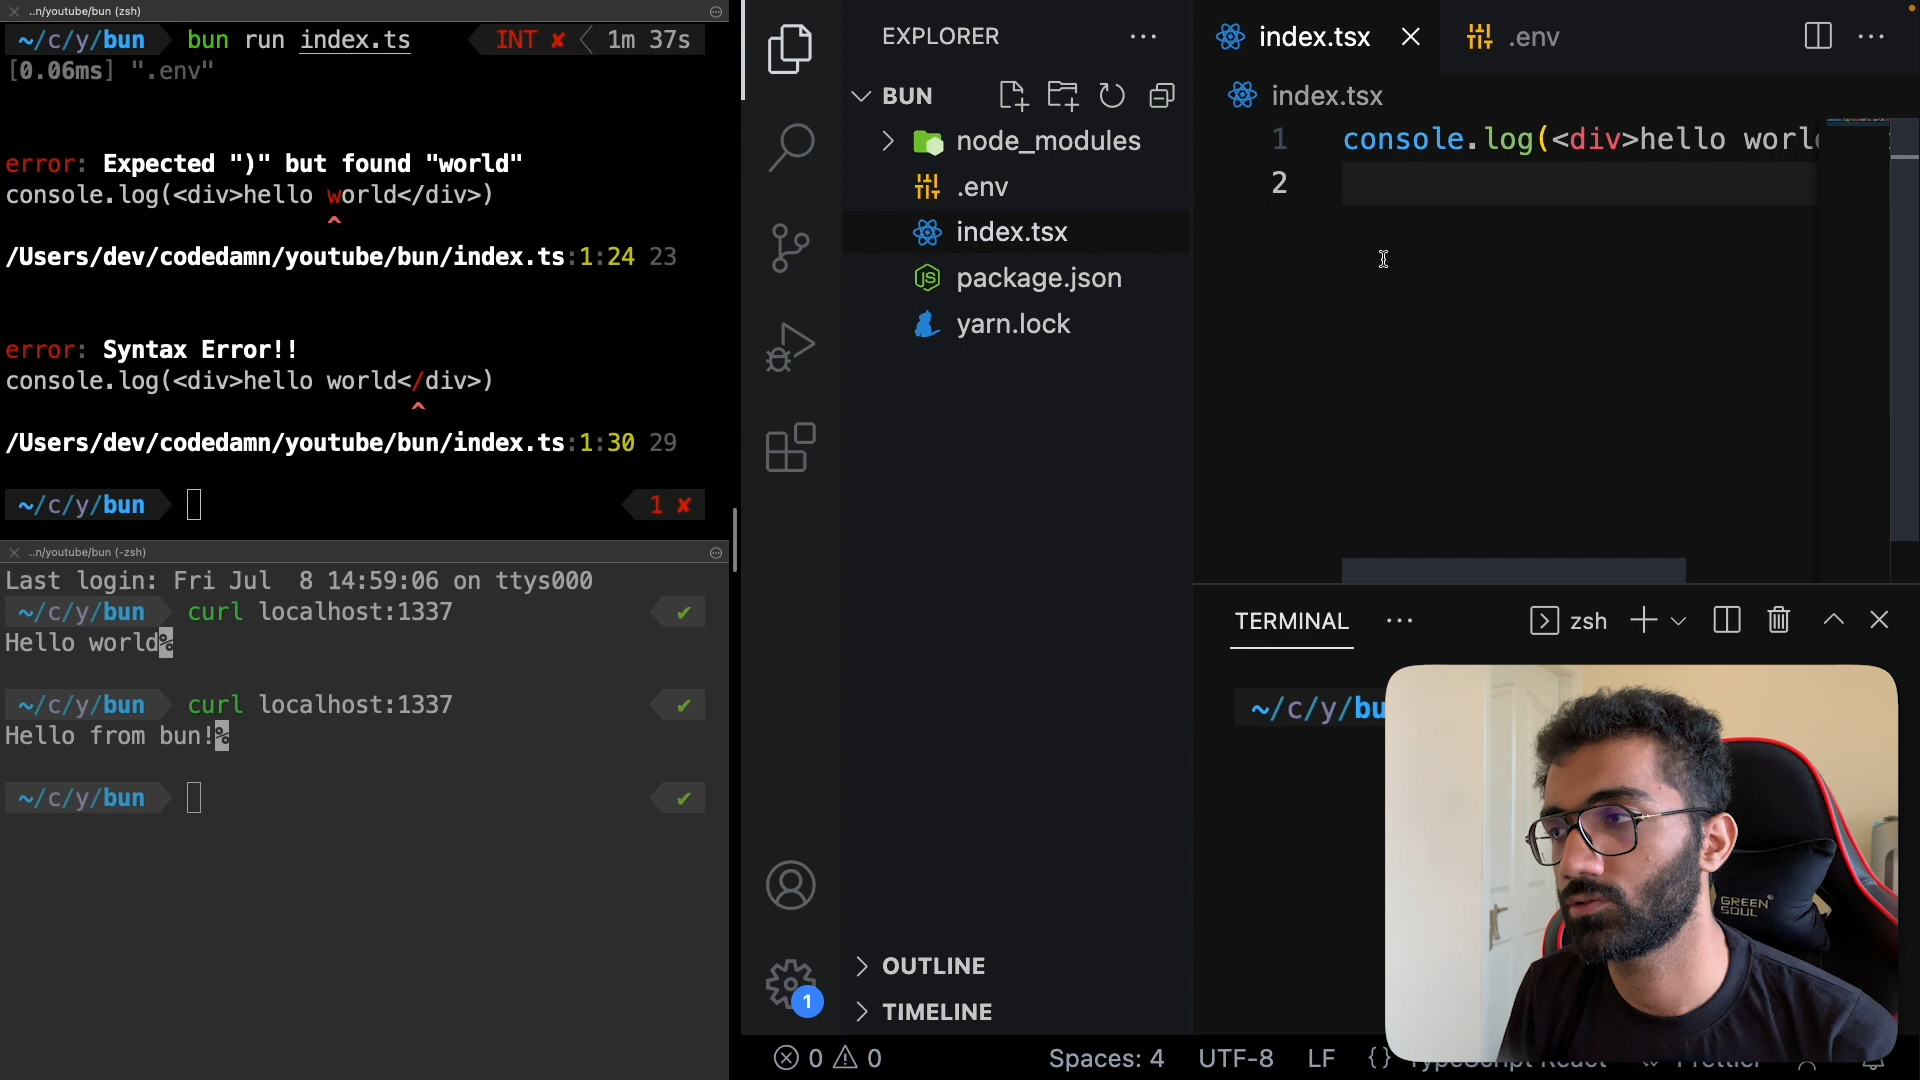 ..n/youtube/bun (zsh)
~/c/y/bun bun run index.ts INT ✘ 1m 37s
[0.06ms] ".env"
error: Expected ")" but found "world"
console.log(<div>hello world</div>)
^
/Users/dev/codedamn/youtube/bun/index.ts:1:24 23
error: Syntax Error!!
console.log(<div>hello world</div>)
^
/Users/dev/codedamn/youtube/bun/index.ts:1:30 29
~/c/y/bun 1 ✘
..n/youtube/bun (-zsh)
Last login: Fri Jul  8 14:59:06 on ttys000
~/c/y/bun curl localhost:1337 ✔
Hello world%
~/c/y/bun curl localhost:1337 ✔
Hello from bun!%
~/c/y/bun ✔
EXPLORER
BUN
node_modules
.env
index.tsx
package.json
yarn.lock
OUTLINE
TIMELINE
1
index.tsx
.env
index.tsx
1 console.log(<div>hello world
2
TERMINAL
zsh
~/c/y/bu
GREEN
SOUL
0 0
Spaces: 4 UTF-8 LF {} TypeScript React Prettier